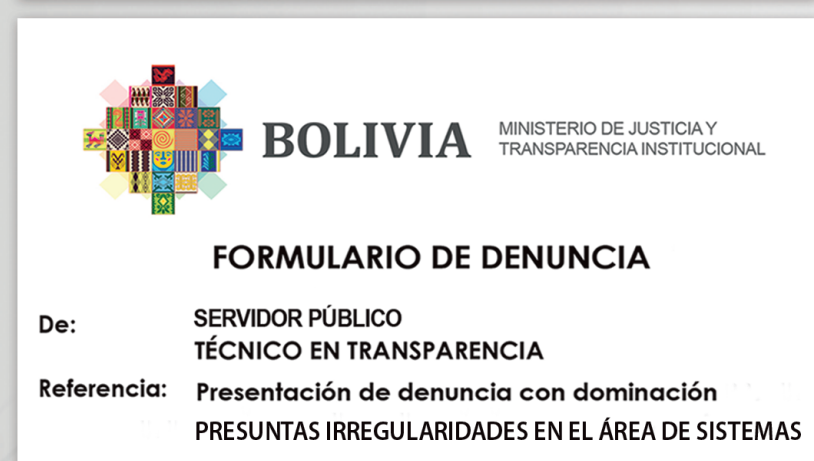 BOLIVIA
MINISTERIO DE JUSTICIA Y
TRANSPARENCIA INSTITUCIONAL
FORMULARIO DE DENUNCIA
De: SERVIDOR PÚBLICO
TÉCNICO EN TRANSPARENCIA
Referencia: Presentación de denuncia con dominación
PRESUNTAS IRREGULARIDADES EN EL ÁREA DE SISTEMAS